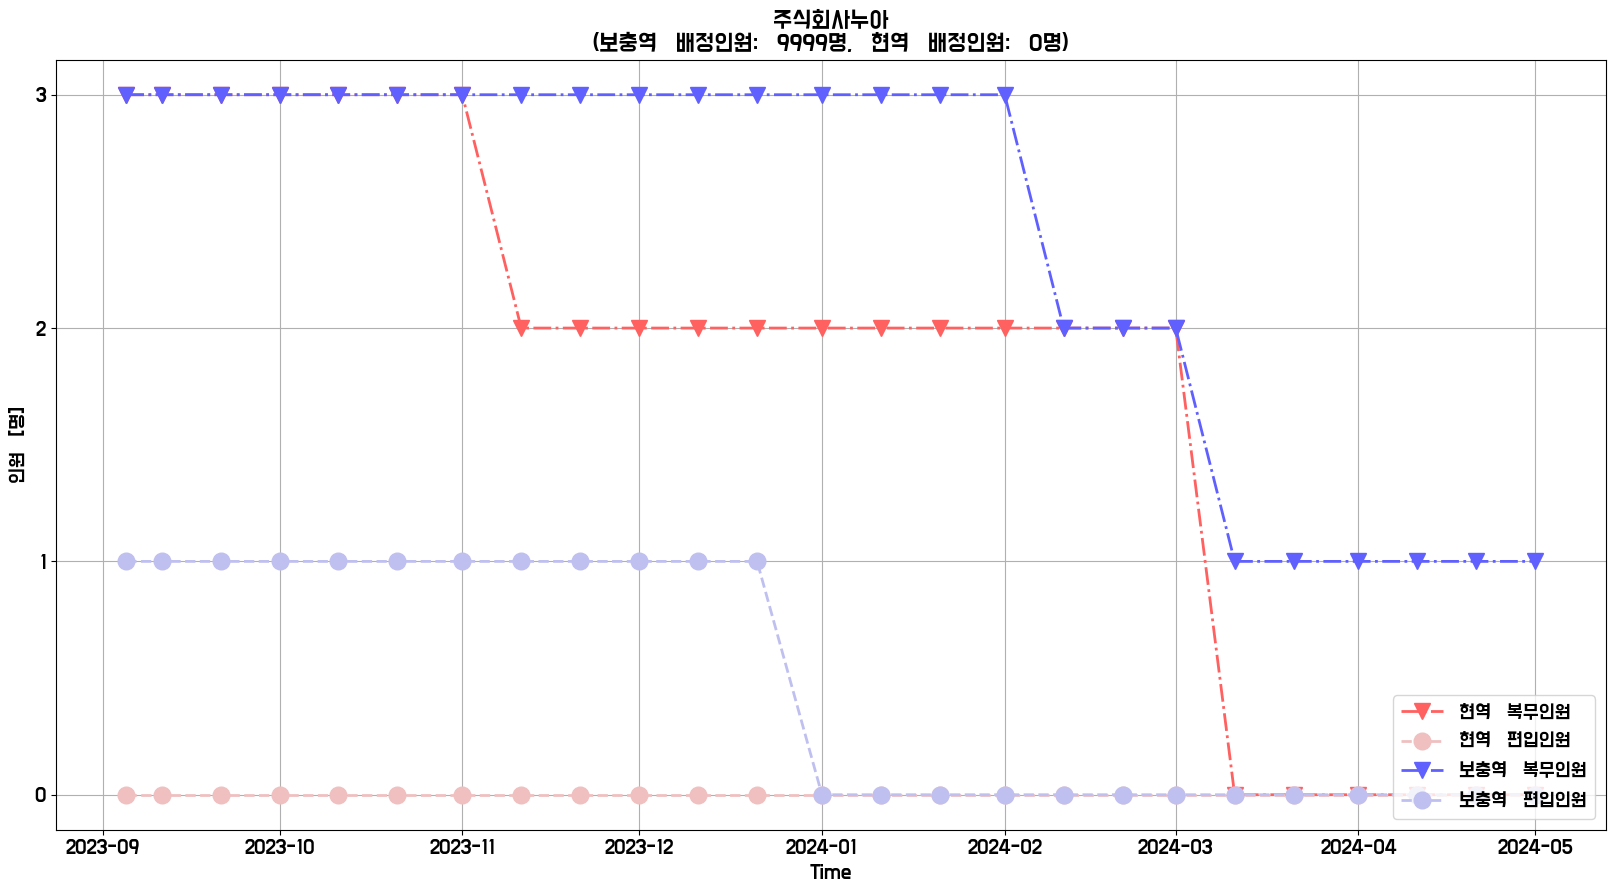 주식회사누아
(보충역 배정인원: 9999명, 현역 배정인원: 0명)
3
2
1
0
인원 [명]
현역 복무인원
현역 편입인원
보충역 복무인원
보충역 편입인원
2023-09 2023-10 2023-11 2023-12 2024-01 2024-02 2024-03 2024-04 2024-05
Time